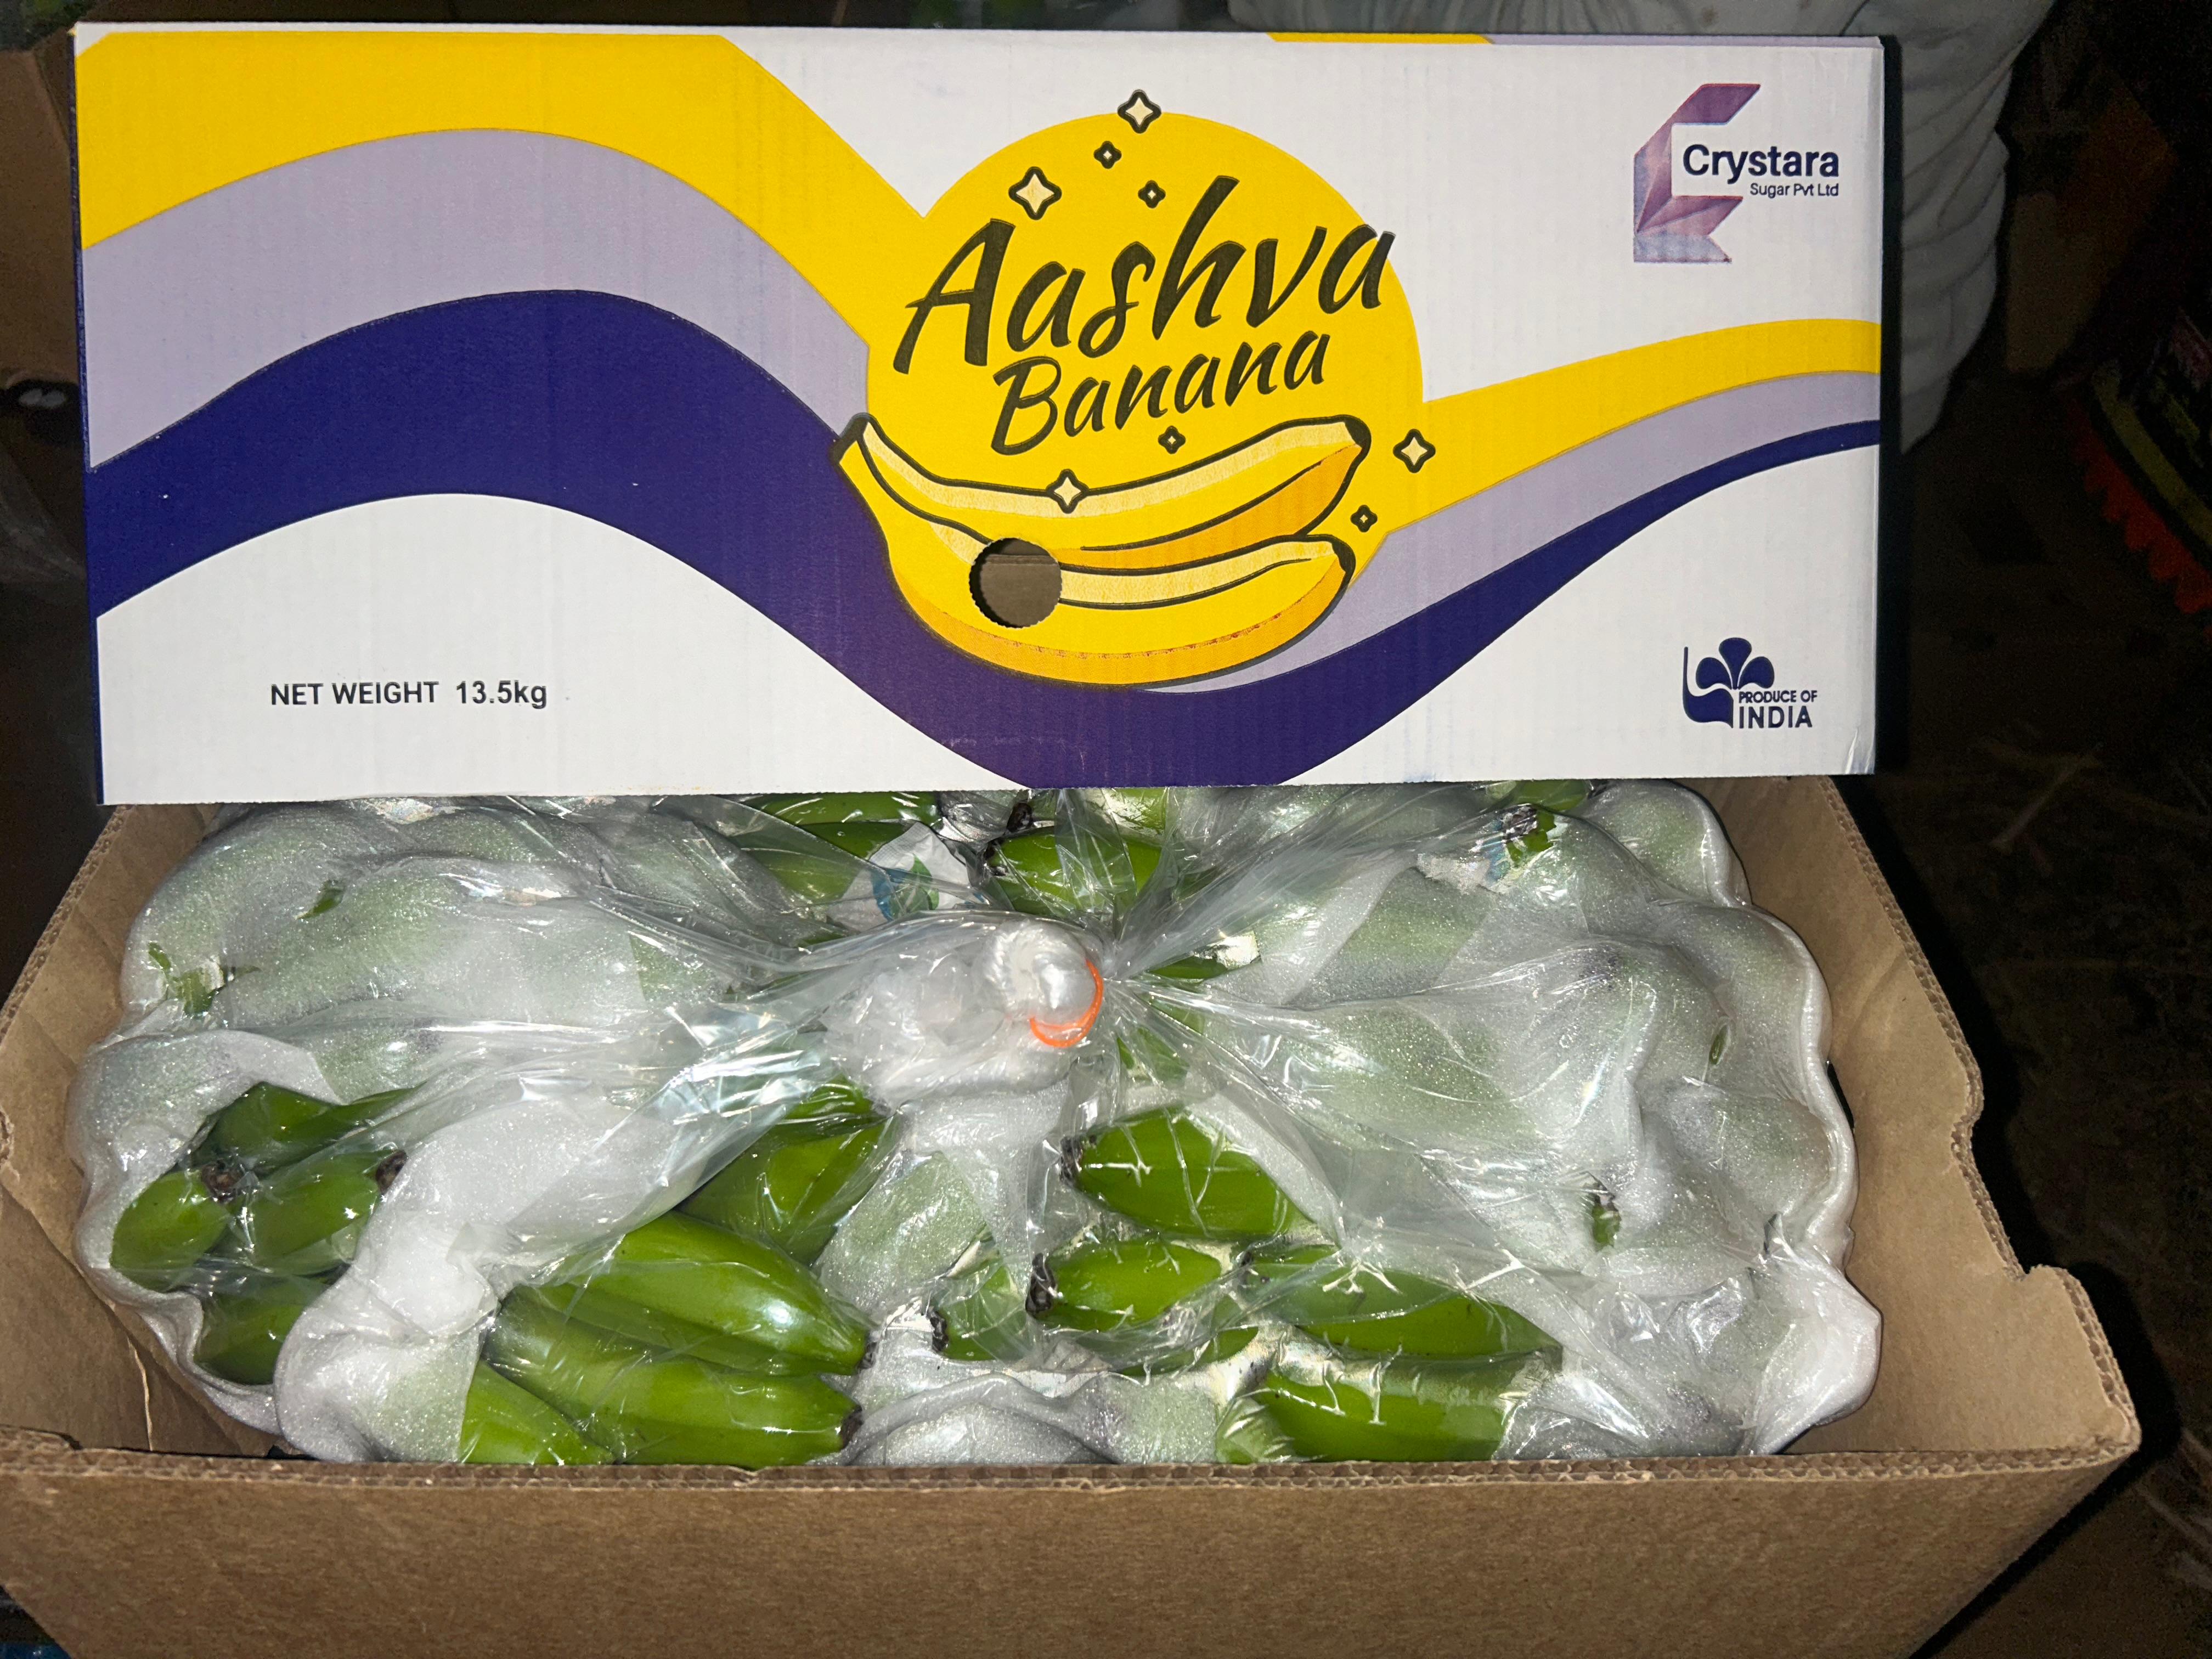 Crystara
Sugar Pvt Ltd
Aashva
Banana
NET WEIGHT 13.5kg
PRODUCE OF
INDIA